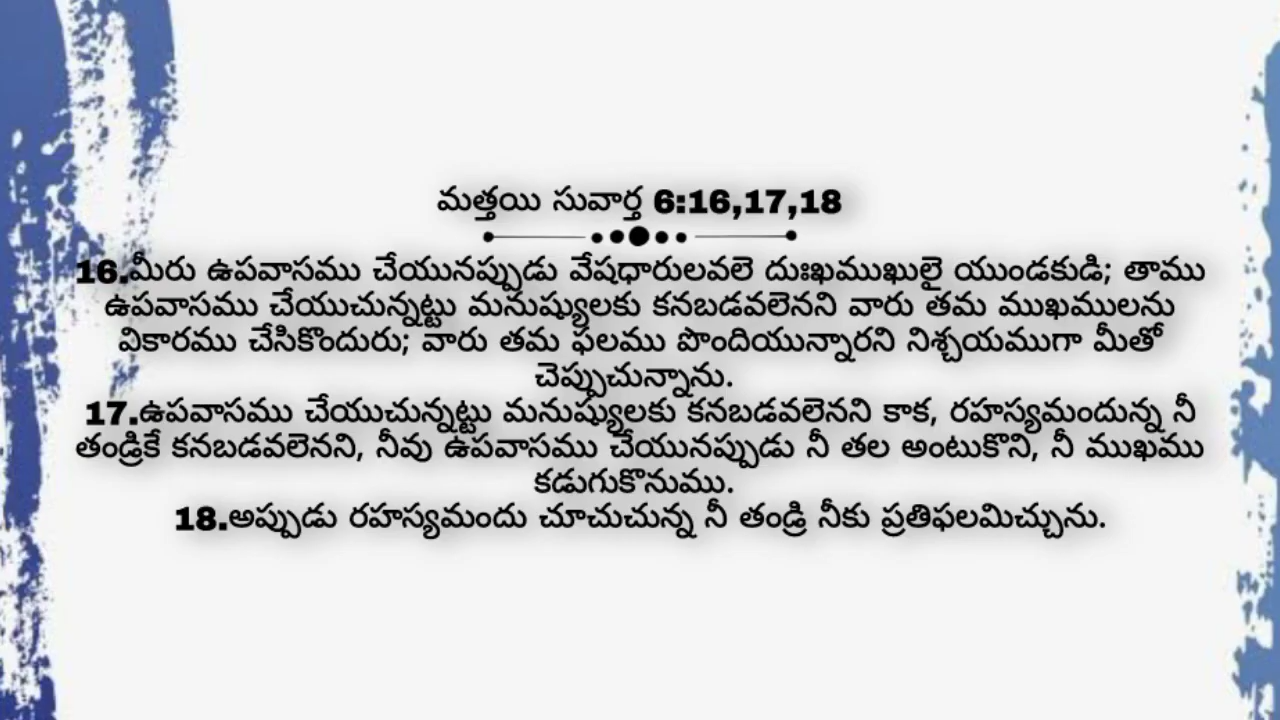 మత్తయి సువార్త 6:16,17,18
16.మీరు ఉపవాసము చేయునప్పుడు వేషధారులవలె దుఃఖముఖులై యుండకుడి; తాము
ఉపవాసము చేయుచున్నట్టు మనుష్యులకు కనబడవలెనని వారు తమ ముఖములను
వికారము చేసికొందురు; వారు తమ ఫలము పొందియున్నారని నిశ్చయముగా మీతో
చెప్పుచున్నాను.
17.ఉపవాసము చేయుచున్నట్టు మనుష్యులకు కనబడవలెనని కాక, రహస్యమందున్న నీ
తండ్రికే కనబడవలెనని, నీవు ఉపవాసము చేయునప్పుడు నీ తల అంటుకొని, నీ ముఖము
కడుగుకొనుము.
18.అప్పుడు రహస్యమందు చూచుచున్న నీ తండ్రి నీకు ప్రతిఫలమిచ్చును.